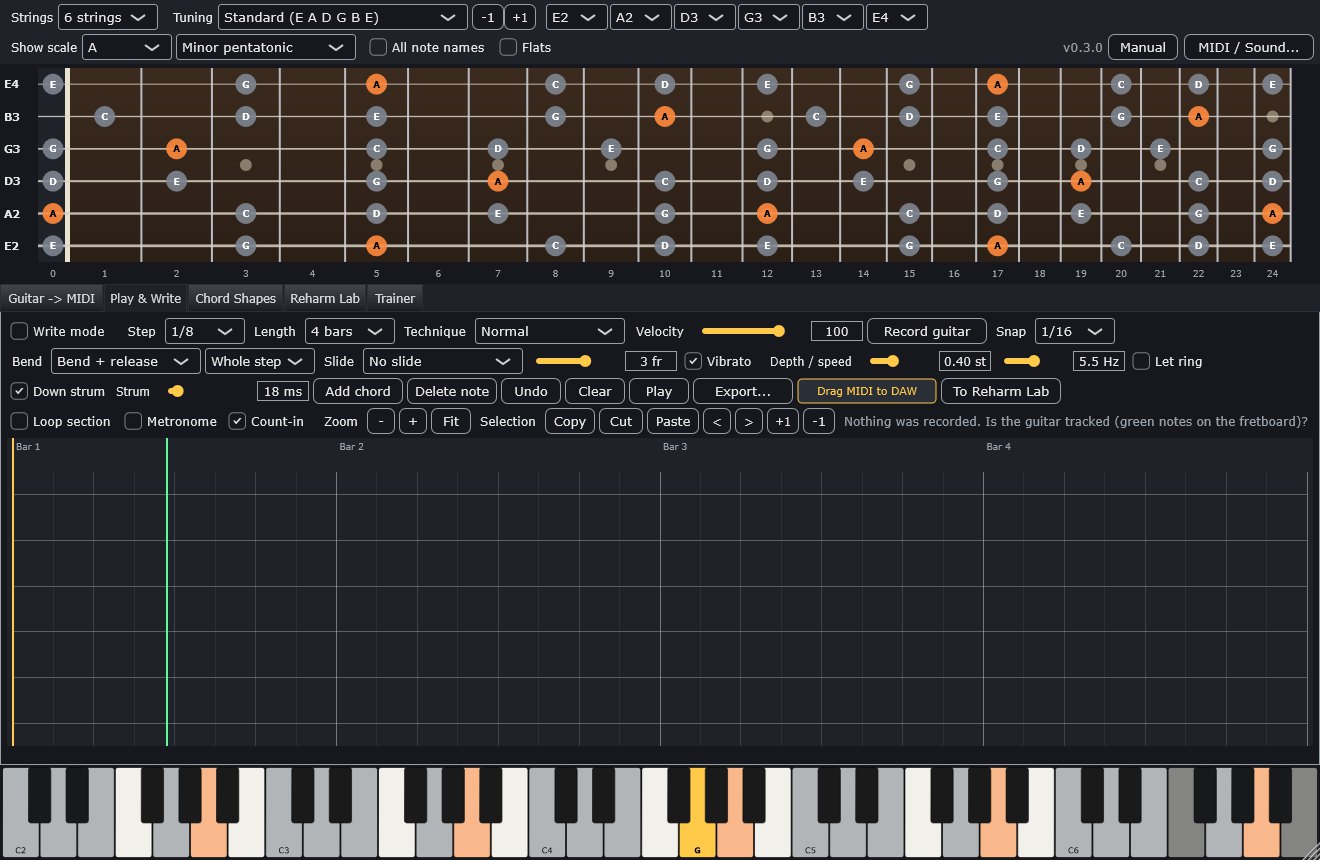 Strings 6 strings Tuning Standard (E A D G B E) -1 +1 E2 A2 D3 G3 B3 E4
Show scale A Minor pentatonic All note names Flats v0.3.0 Manual MIDI / Sound...
E4 E G A C D E G A C D E
B3 C D E G A C D E G A
G3 G A C D E G A C D E G
D3 D E G A C D E G A C D
A2 A C D E G A C D E G A
E2 E G A C D E G A C D E
0 1 2 3 4 5 6 7 8 9 10 11 12 13 14 15 16 17 18 19 20 21 22 23 24
Guitar -> MIDI Play & Write Chord Shapes Reharm Lab Trainer
Write mode Step 1/8 Length 4 bars Technique Normal Velocity 100 Record guitar Snap 1/16
Bend Bend + release Whole step Slide No slide 3 fr Vibrato Depth / speed 0.40 st 5.5 Hz Let ring
Down strum Strum 18 ms Add chord Delete note Undo Clear Play Export... Drag MIDI to DAW To Reharm Lab
Loop section Metronome Count-in Zoom - + Fit Selection Copy Cut Paste < > +1 -1 Nothing was recorded. Is the guitar tracked (green notes on the fretboard)?
Bar 1 Bar 2 Bar 3 Bar 4
C2 C3 C4 G C5 C6